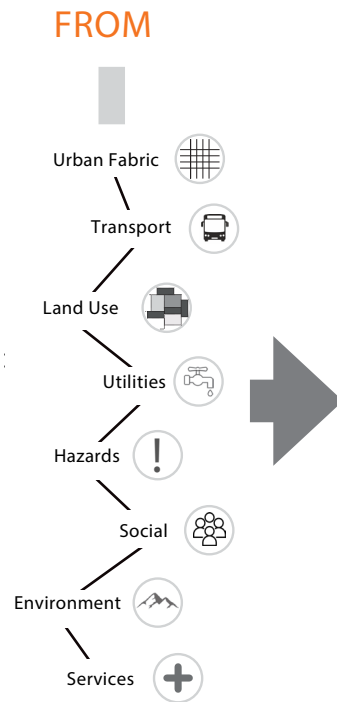 FROM
Urban Fabric
Transport
Land Use
Utilities
Hazards
Social
Environment
Services